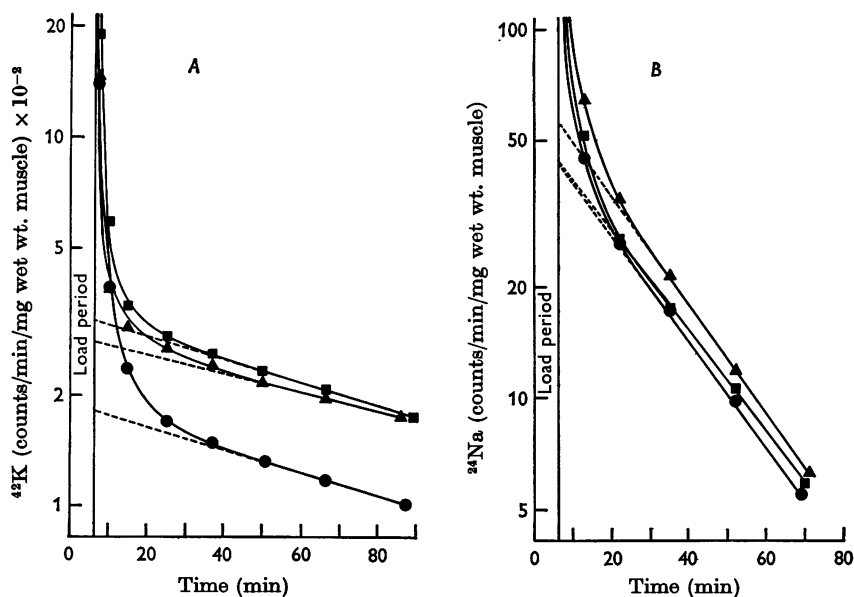 A
20
10
5
2
1
⁴²K (counts/min/mg wet wt. muscle) × 10⁻²
Load period
0 20 40 60 80
Time (min)
B
100
50
20
10
5
²⁴Na (counts/min/mg wet wt. muscle)
Load period
0 20 40 60 80
Time (min)